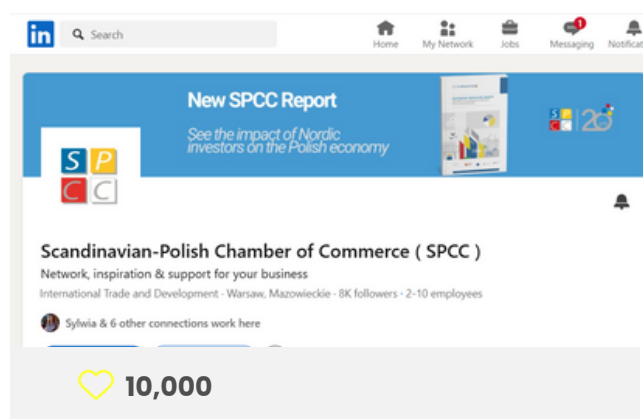 in
Search
Home
My Network
Jobs
1
Messaging
Notificat
New SPCC Report
See the impact of Nordic
investors on the Polish economy
S P
C C
20
S P
C C
Scandinavian-Polish Chamber of Commerce ( SPCC )
Network, inspiration & support for your business
International Trade and Development · Warsaw, Mazowieckie · 8K followers · 2-10 employees
Sylwia & 6 other connections work here
10,000